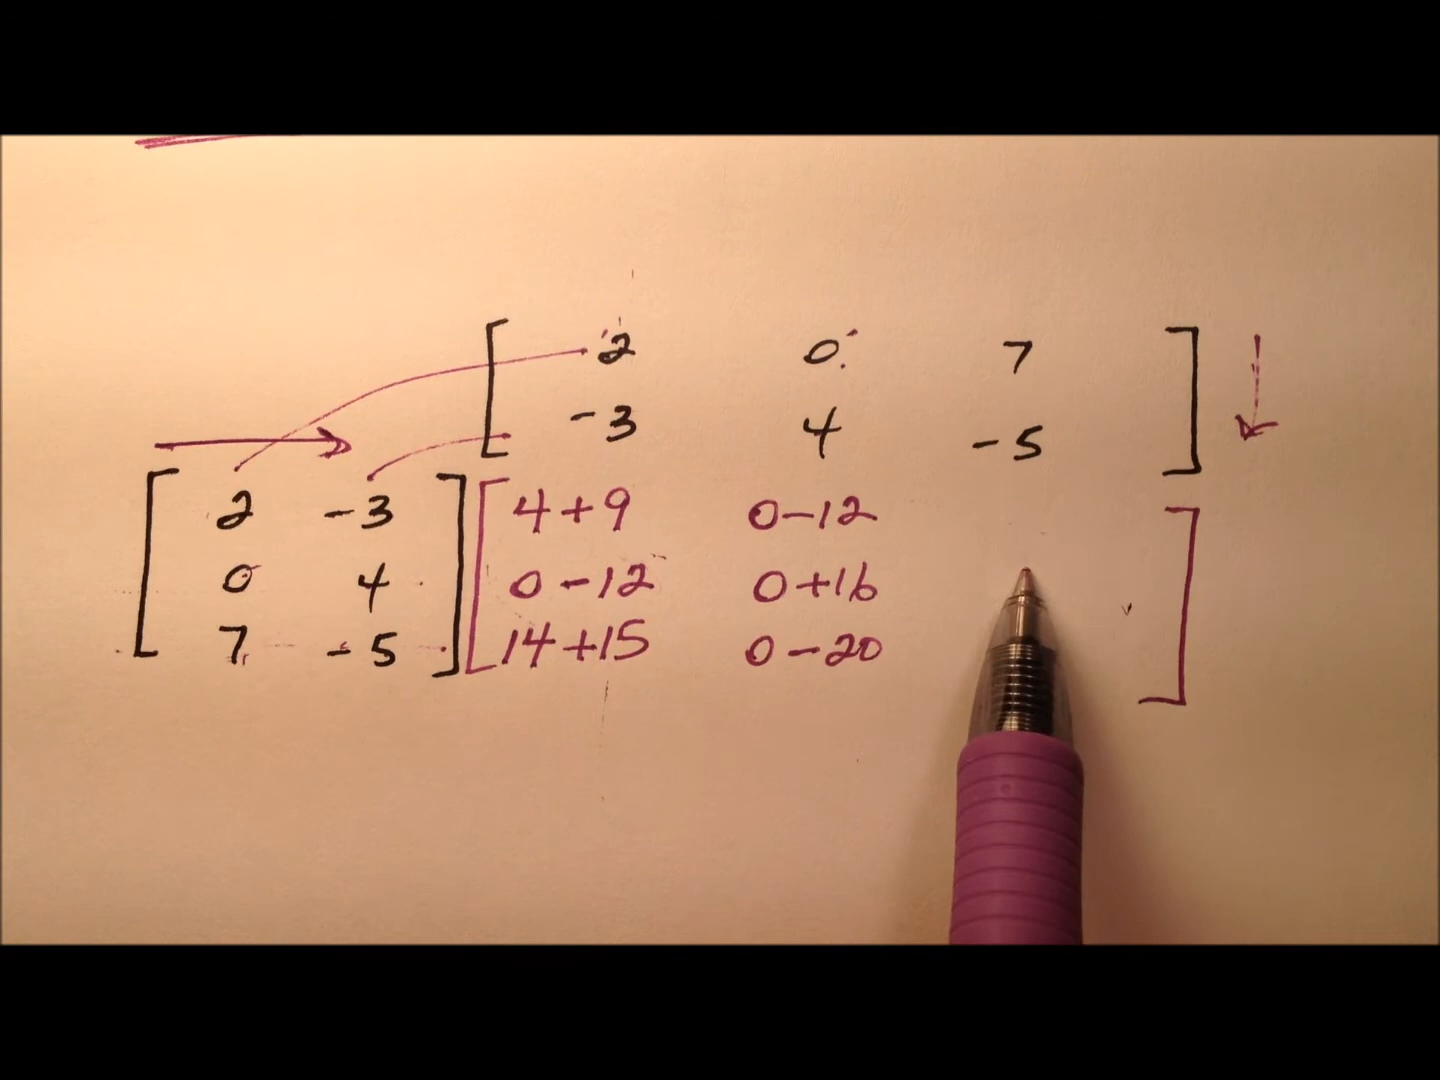 [ 2 0 7 ]
-3 4 -5
[ 2 -3 ] [ 4+9 0-12 ]
0 4 0-12 0+16
7 -5 14+15 0-20